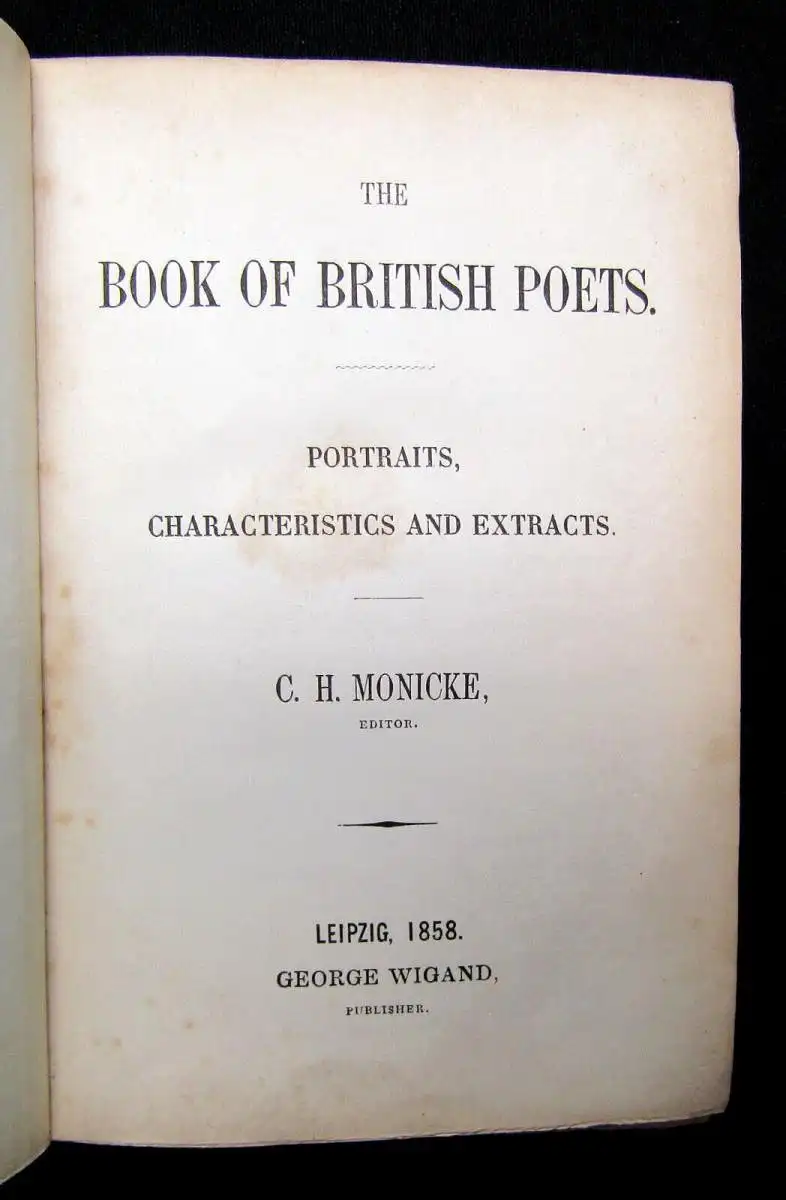 THE
BOOK OF BRITISH POETS.
PORTRAITS,
CHARACTERISTICS AND EXTRACTS.
C. H. MONICKE,
EDITOR.
LEIPZIG, 1858.
GEORGE WIGAND,
PUBLISHER.